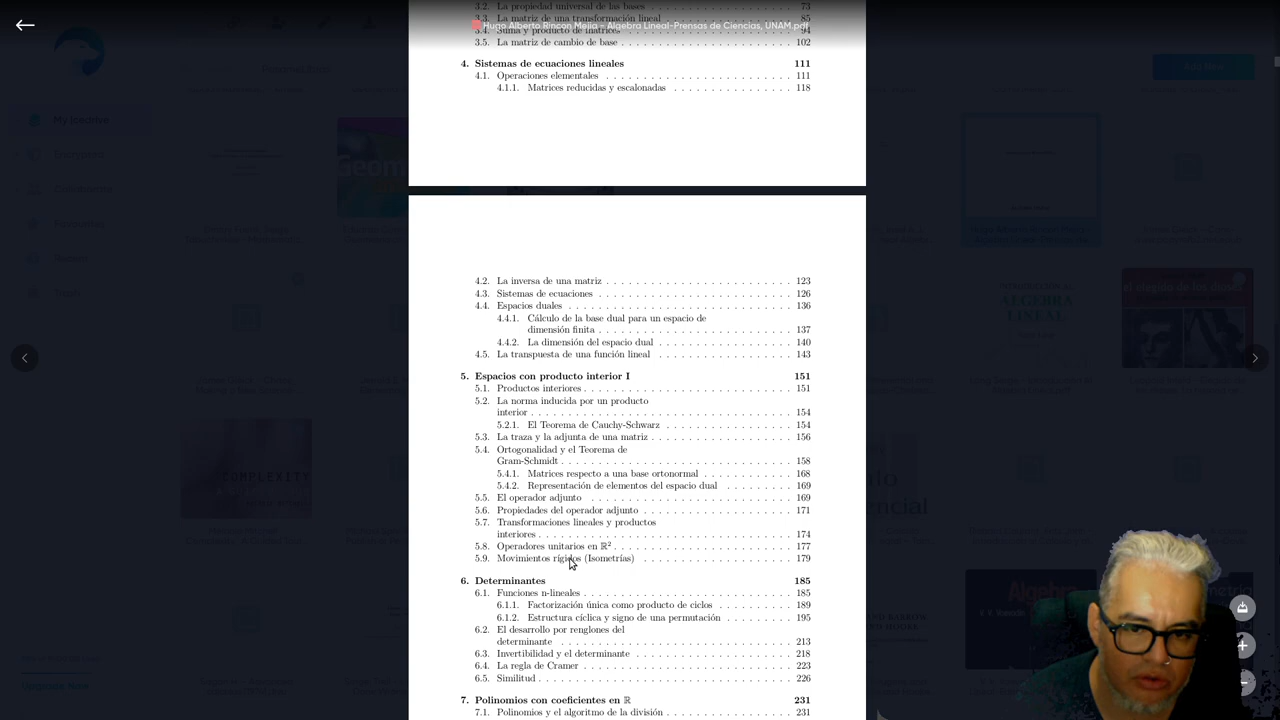 3.2. La propiedad universal de las bases . . . . . . . . . . . . . . . . 73
3.3. La matriz de una transformación lineal . . . . . . . . . . . . . . . . 85
Hugo Alberto Rincon Mejia - Algebra Lineal-Prensas de Ciencias, UNAM.pdf
3.4. Suma y producto de matrices . . . . . . . . . . . . . . . . 94
3.5. La matriz de cambio de base . . . . . . . . . . . . . . . . 102
4. Sistemas de ecuaciones lineales 111
4.1. Operaciones elementales . . . . . . . . . . . . . . . . 111
4.1.1. Matrices reducidas y escalonadas . . . . . . . . . . . . . . . . 118
4.2. La inversa de una matriz . . . . . . . . . . . . . . . . 123
4.3. Sistemas de ecuaciones . . . . . . . . . . . . . . . . 126
4.4. Espacios duales . . . . . . . . . . . . . . . . 136
4.4.1. Cálculo de la base dual para un espacio de
dimensión finita . . . . . . . . . . . . . . . . 137
4.4.2. La dimensión del espacio dual . . . . . . . . . . . . . . . . 140
4.5. La transpuesta de una función lineal . . . . . . . . . . . . . . . . 143
5. Espacios con producto interior I 151
5.1. Productos interiores . . . . . . . . . . . . . . . . 151
5.2. La norma inducida por un producto
interior . . . . . . . . . . . . . . . . 154
5.2.1. El Teorema de Cauchy-Schwarz . . . . . . . . . . . . . . . . 154
5.3. La traza y la adjunta de una matriz . . . . . . . . . . . . . . . . 156
5.4. Ortogonalidad y el Teorema de
Gram-Schmidt . . . . . . . . . . . . . . . . 158
5.4.1. Matrices respecto a una base ortonormal . . . . . . . . . . . . . . . . 168
5.4.2. Representación de elementos del espacio dual . . . . . . . . 169
5.5. El operador adjunto . . . . . . . . . . . . . . . . 169
5.6. Propiedades del operador adjunto . . . . . . . . . . . . . . . . 171
5.7. Transformaciones lineales y productos
interiores . . . . . . . . . . . . . . . . 174
5.8. Operadores unitarios en ℝ² . . . . . . . . . . . . . . . . 177
5.9. Movimientos rígidos (Isometrías) . . . . . . . . . . . . . . . . 179
6. Determinantes 185
6.1. Funciones n-lineales . . . . . . . . . . . . . . . . 185
6.1.1. Factorización única como producto de ciclos . . . . . . . . 189
6.1.2. Estructura cíclica y signo de una permutación . . . . . . . . 195
6.2. El desarrollo por renglones del
determinante . . . . . . . . . . . . . . . . 213
6.3. Invertibilidad y el determinante . . . . . . . . . . . . . . . . 218
6.4. La regla de Cramer . . . . . . . . . . . . . . . . 223
6.5. Similitud . . . . . . . . . . . . . . . . 226
7. Polinomios con coeficientes en ℝ 231
7.1. Polinomios y el algoritmo de la división . . . . . . . . . . . . . . . . 231
Upgrade Now
COMPLEXITY
ÁLGEBRA
LINEAL